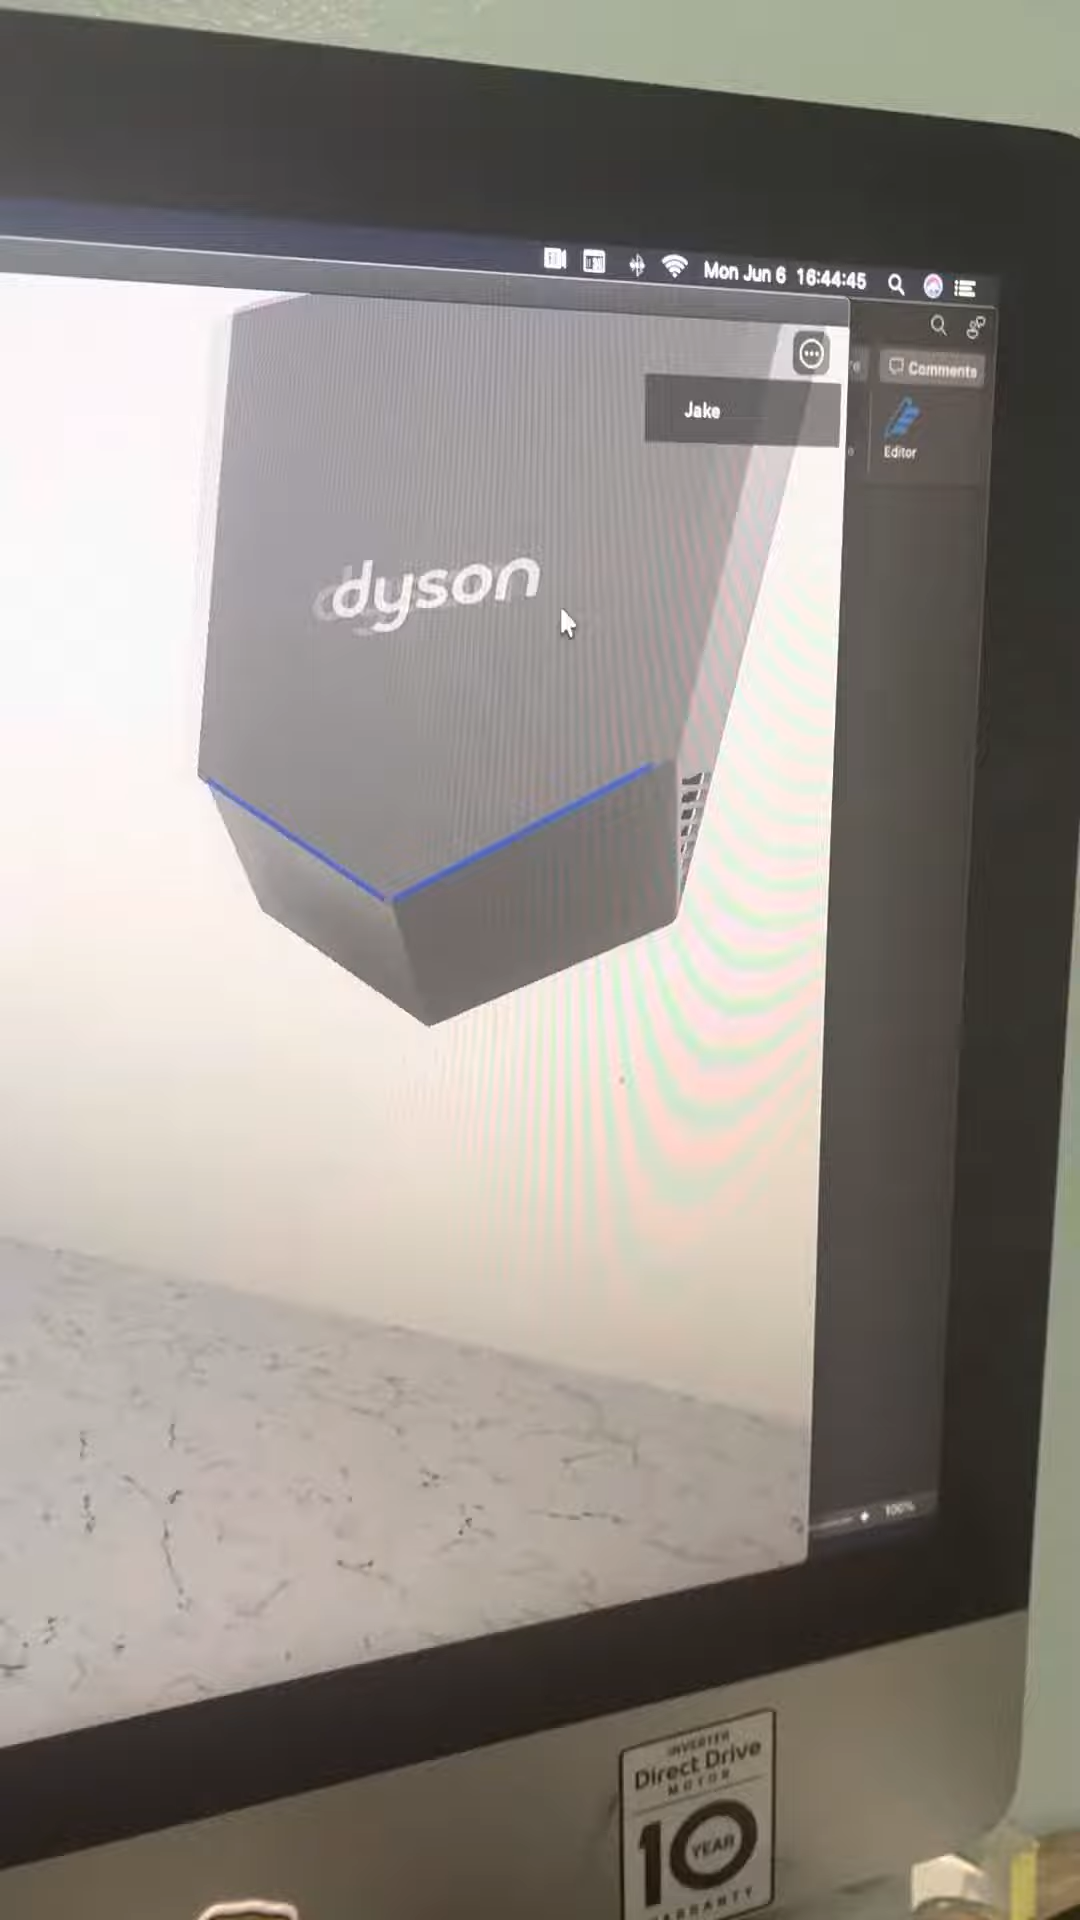 Mon Jun 6 16:44:45
Comments
Jake
Editor
dyson
100%
INVERTER
Direct Drive
MOTOR
10
YEAR
WARRANTY